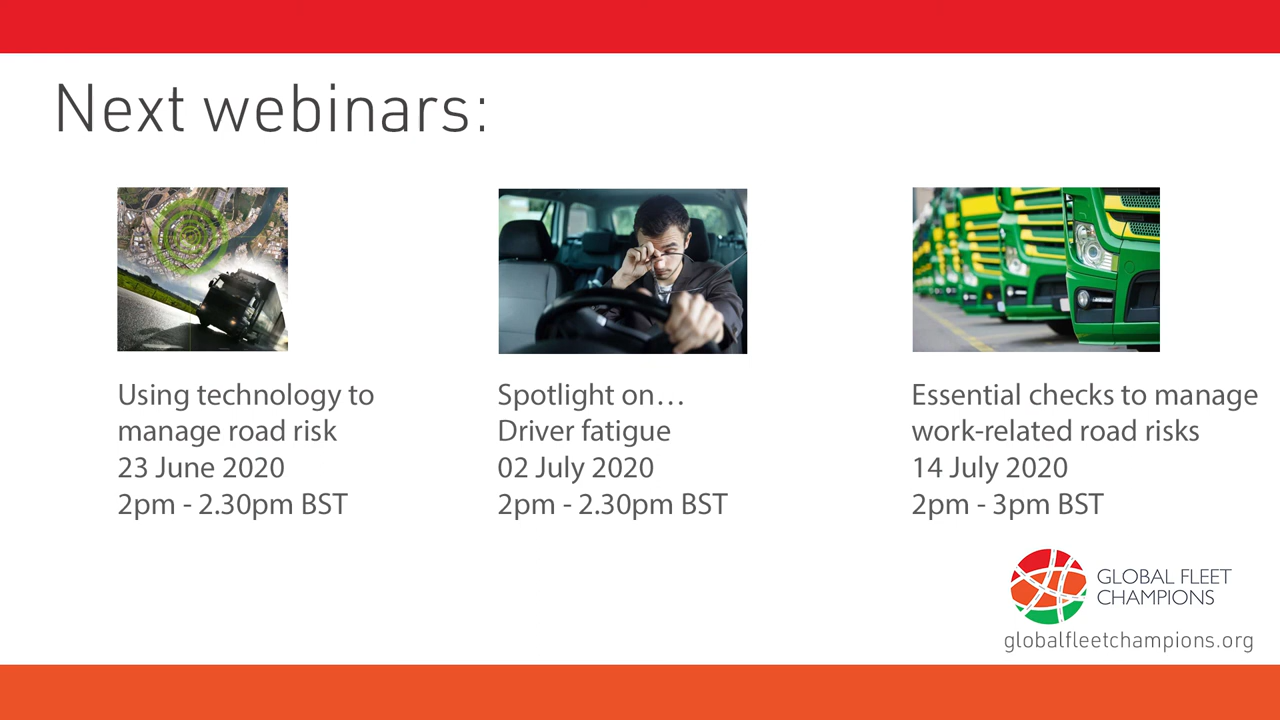 Next webinars:
Using technology to
manage road risk
23 June 2020
2pm - 2.30pm BST
Spotlight on…
Driver fatigue
02 July 2020
2pm - 2.30pm BST
Essential checks to manage
work-related road risks
14 July 2020
2pm - 3pm BST
GLOBAL FLEET
CHAMPIONS
globalfleetchampions.org